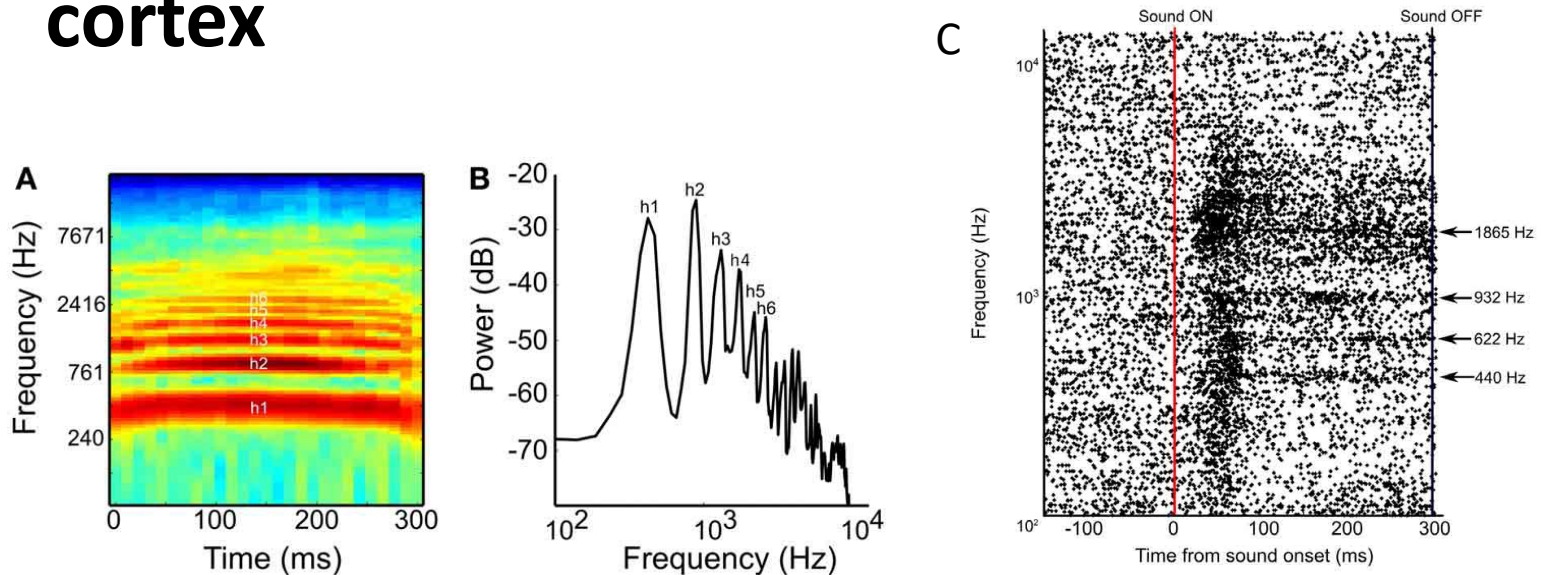 cortex
A
Frequency (Hz)
7671
2416
761
240
h6
h5
h4
h3
h2
h1
0 100 200 300
Time (ms)
B
Power (dB)
-20
-30
-40
-50
-60
-70
h1
h2
h3
h4
h5
h6
10² 10³ 10⁴
Frequency (Hz)
C
Sound ON Sound OFF
Frequency (Hz)
10⁴
10³
10²
1865 Hz
932 Hz
622 Hz
440 Hz
-100 0 100 200 300
Time from sound onset (ms)